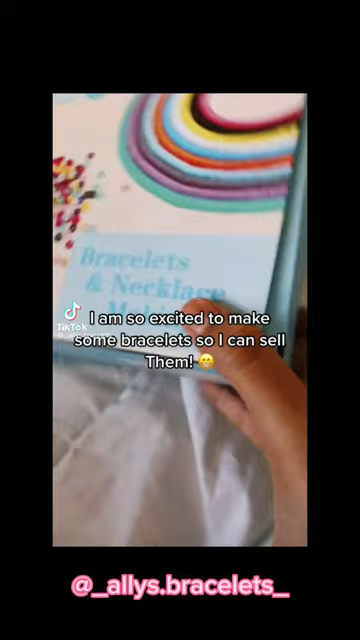 Bracelets
& Necklace
TikTok
I am so excited to make
some bracelets so I can sell
Them! 😁
@_allys.bracelets_